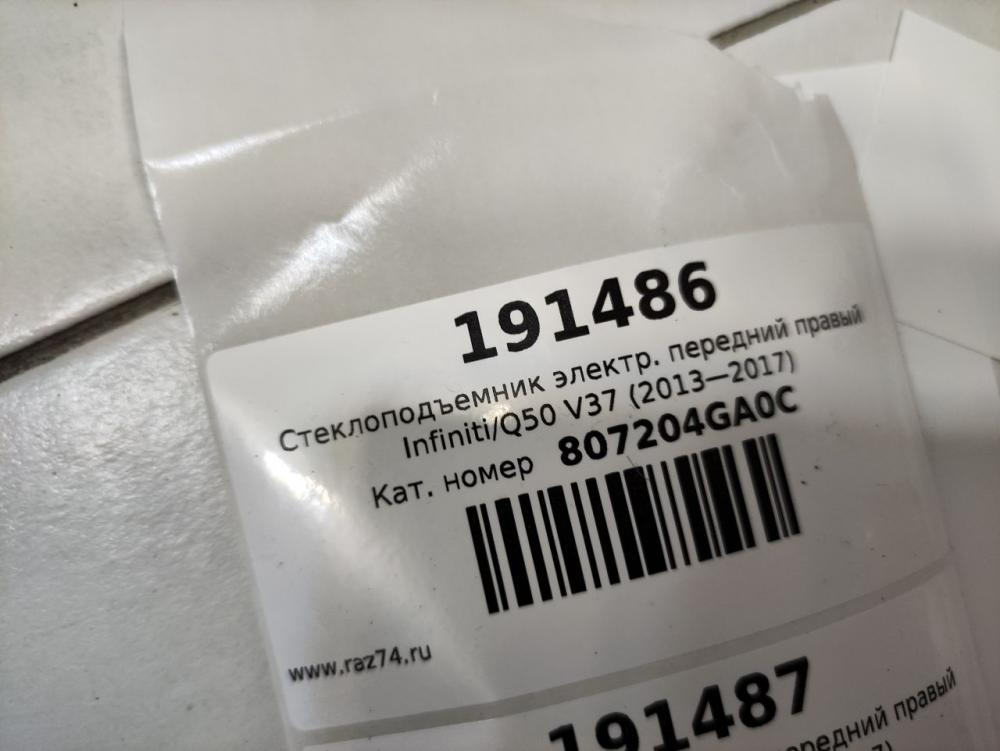 191486
Стеклоподъемник электр. передний правый
Infiniti/Q50 V37 (2013—2017)
Кат. номер 807204GA0C
www.raz74.ru
191487
передний правый